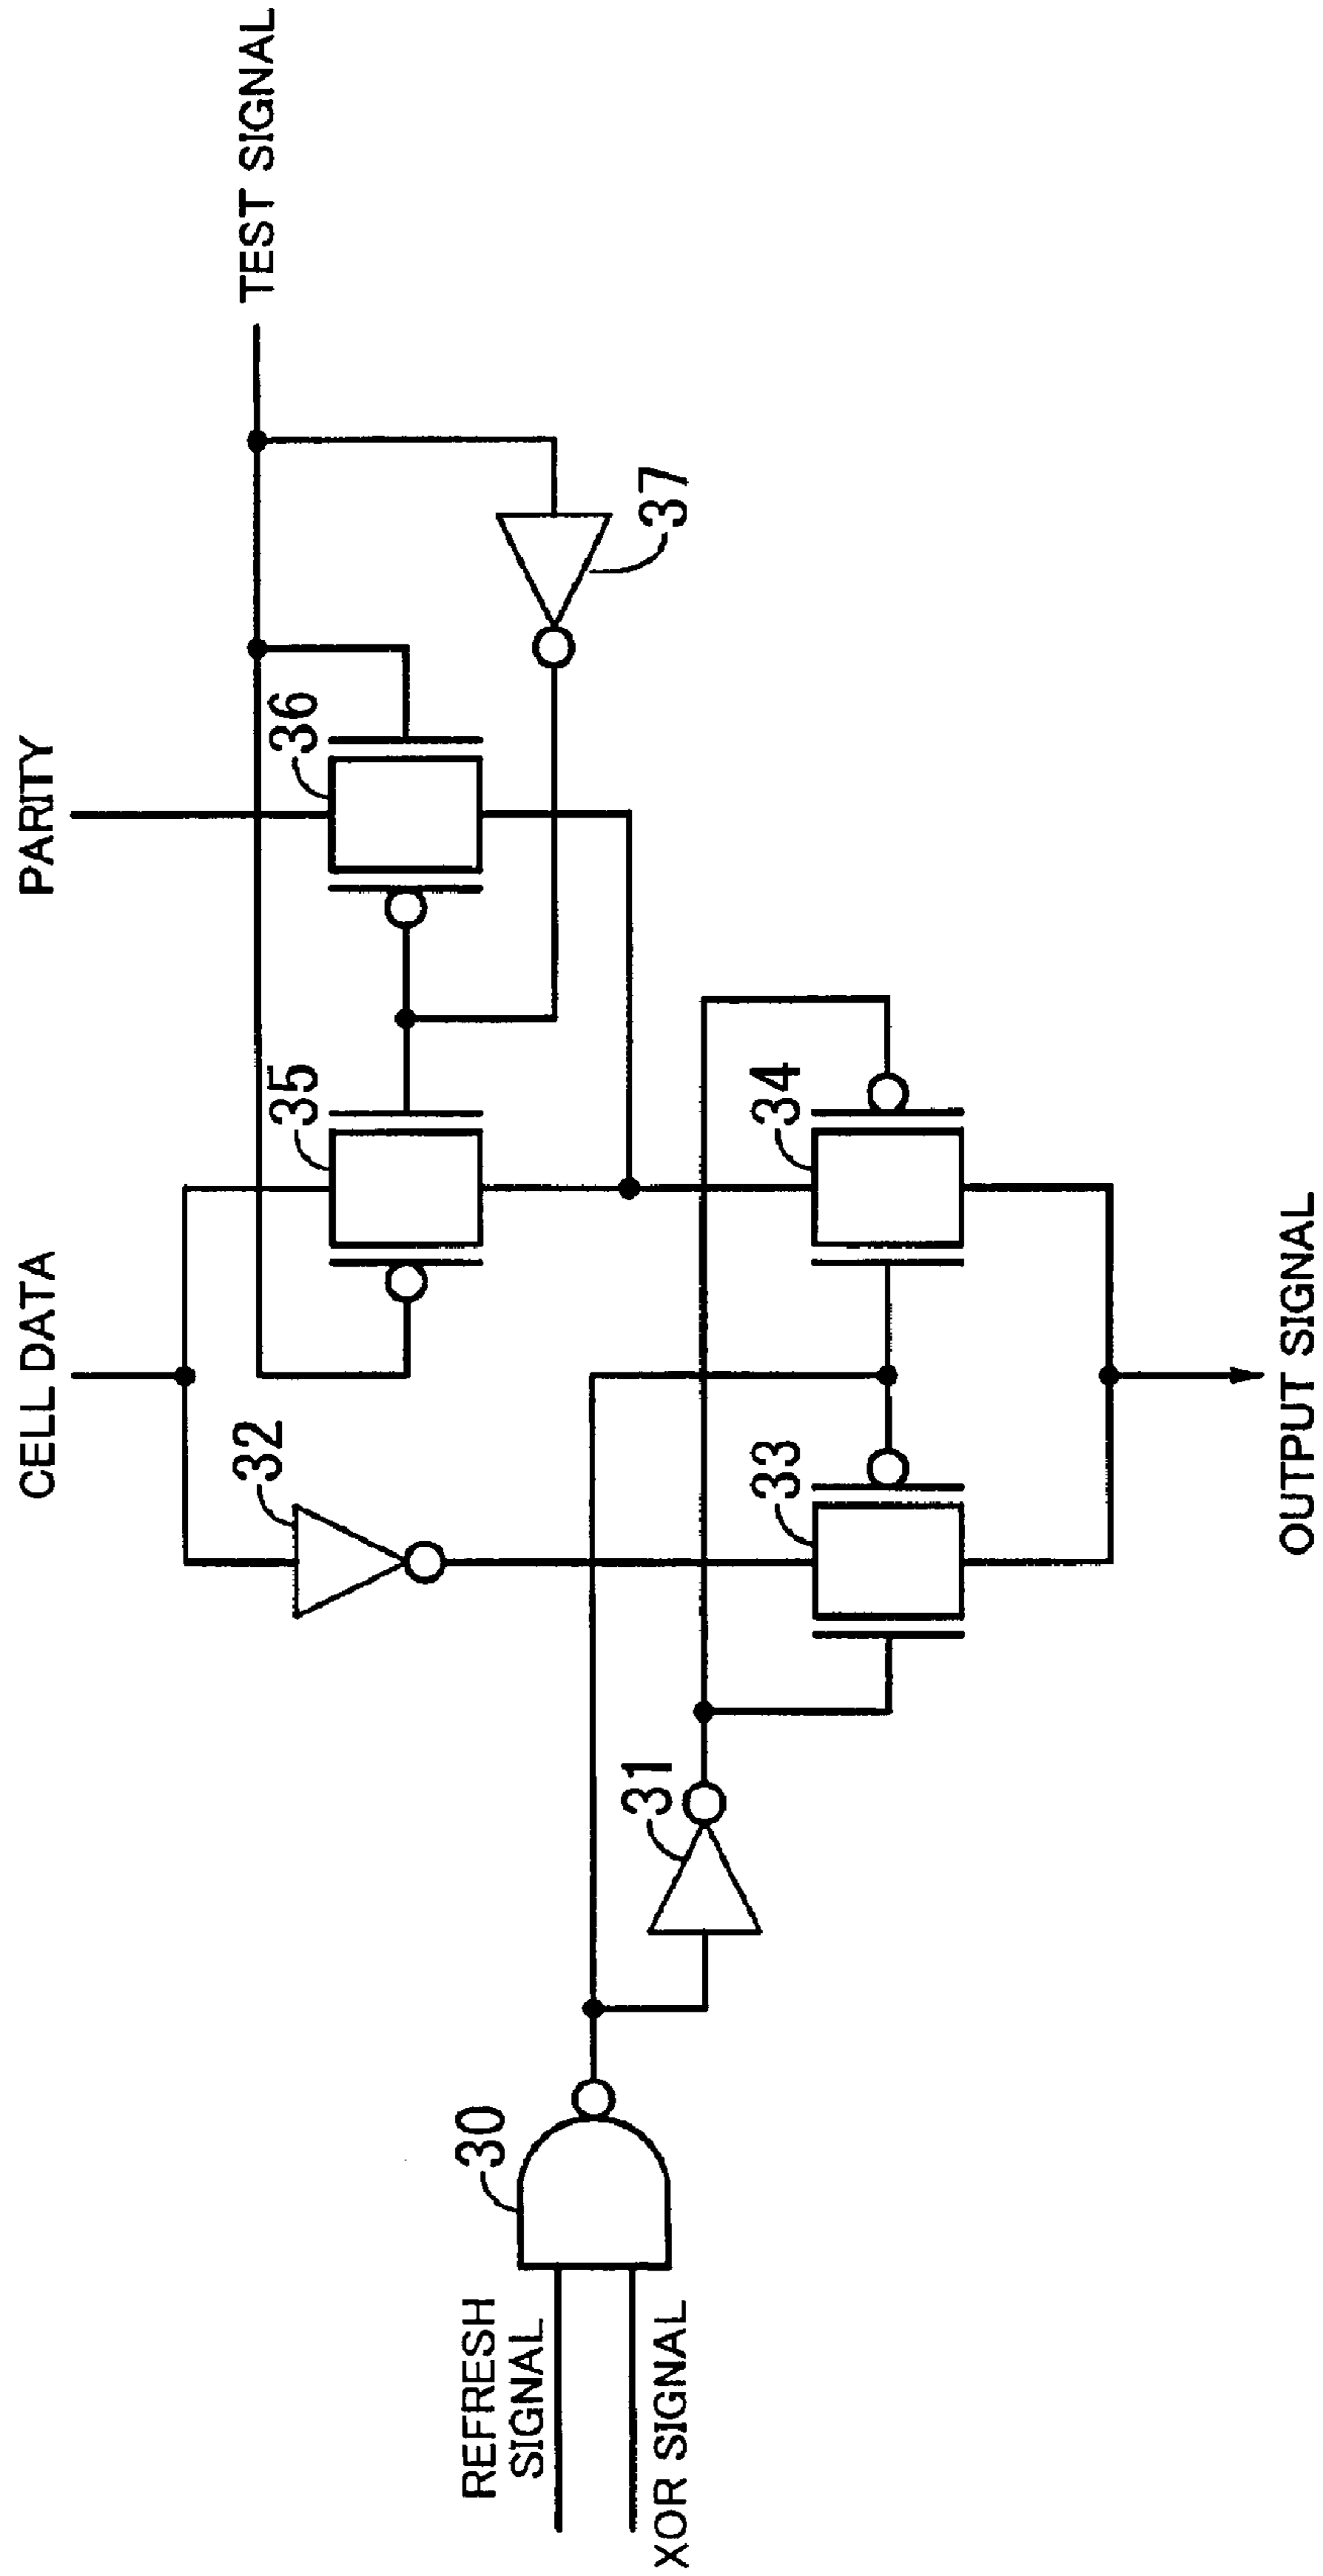 CELL DATA
PARITY
TEST SIGNAL
32
35
36
37
REFRESH
SIGNAL
XOR SIGNAL
30
31
33
34
OUTPUT SIGNAL